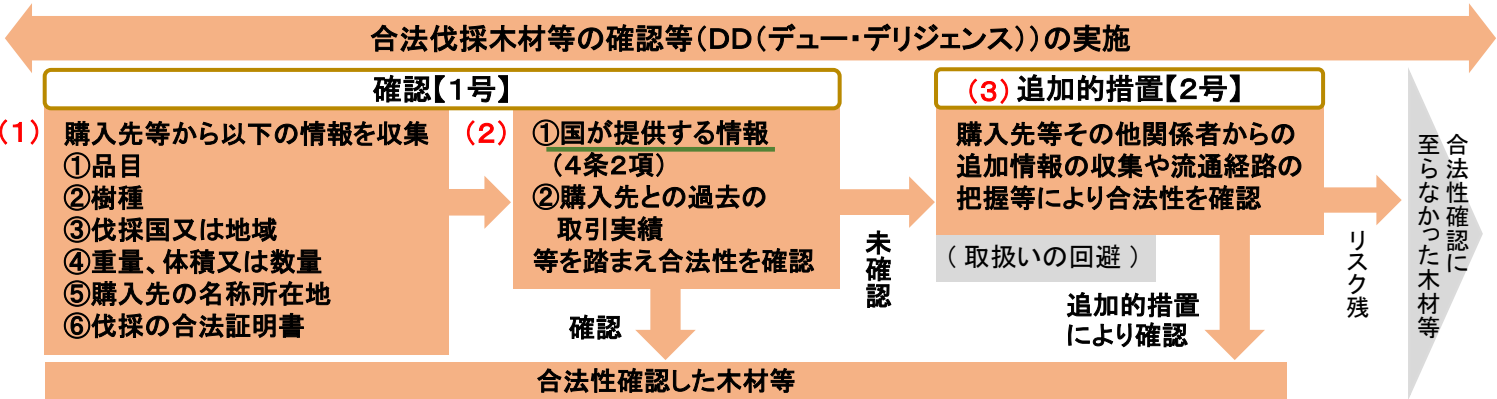 合法伐採木材等の確認等(DD(デュー・デリジェンス))の実施
確認【1号】
(1)
購入先等から以下の情報を収集
①品目
②樹種
③伐採国又は地域
④重量、体積又は数量
⑤購入先の名称所在地
⑥伐採の合法証明書
(2)
①国が提供する情報
(4条2項)
②購入先との過去の
取引実績
等を踏まえ合法性を確認
確認
未確認
(3)追加的措置【2号】
購入先等その他関係者からの
追加情報の収集や流通経路の
把握等により合法性を確認
(取扱いの回避)
追加的措置
により確認
リスク残
合法性確認に
至らなかった木材等
合法性確認した木材等